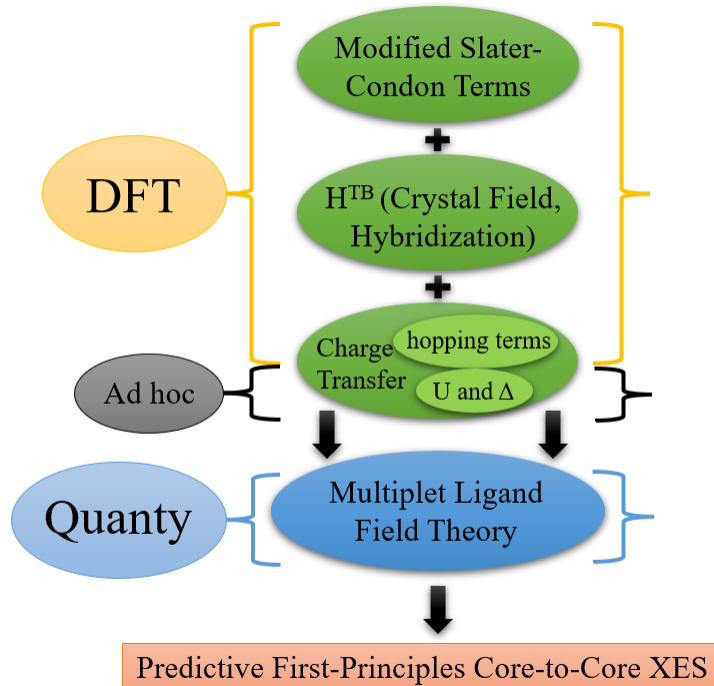 Modified Slater-
Condon Terms
+
DFT
H^TB (Crystal Field,
Hybridization)
+
Charge
Transfer
hopping terms
U and Δ
Ad hoc
Quanty
Multiplet Ligand
Field Theory
Predictive First-Principles Core-to-Core XES